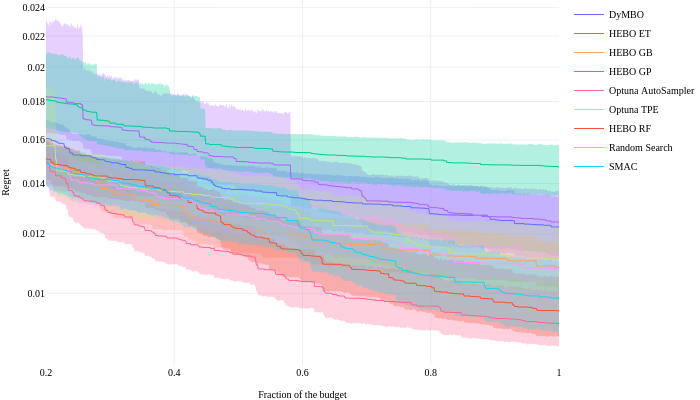 0.024
0.022
0.02
0.018
0.016
0.014
0.012
0.01
Regret
0.2
0.4
0.6
0.8
1
Fraction of the budget
DyMBO
HEBO ET
HEBO GB
HEBO GP
Optuna AutoSampler
Optuna TPE
HEBO RF
Random Search
SMAC